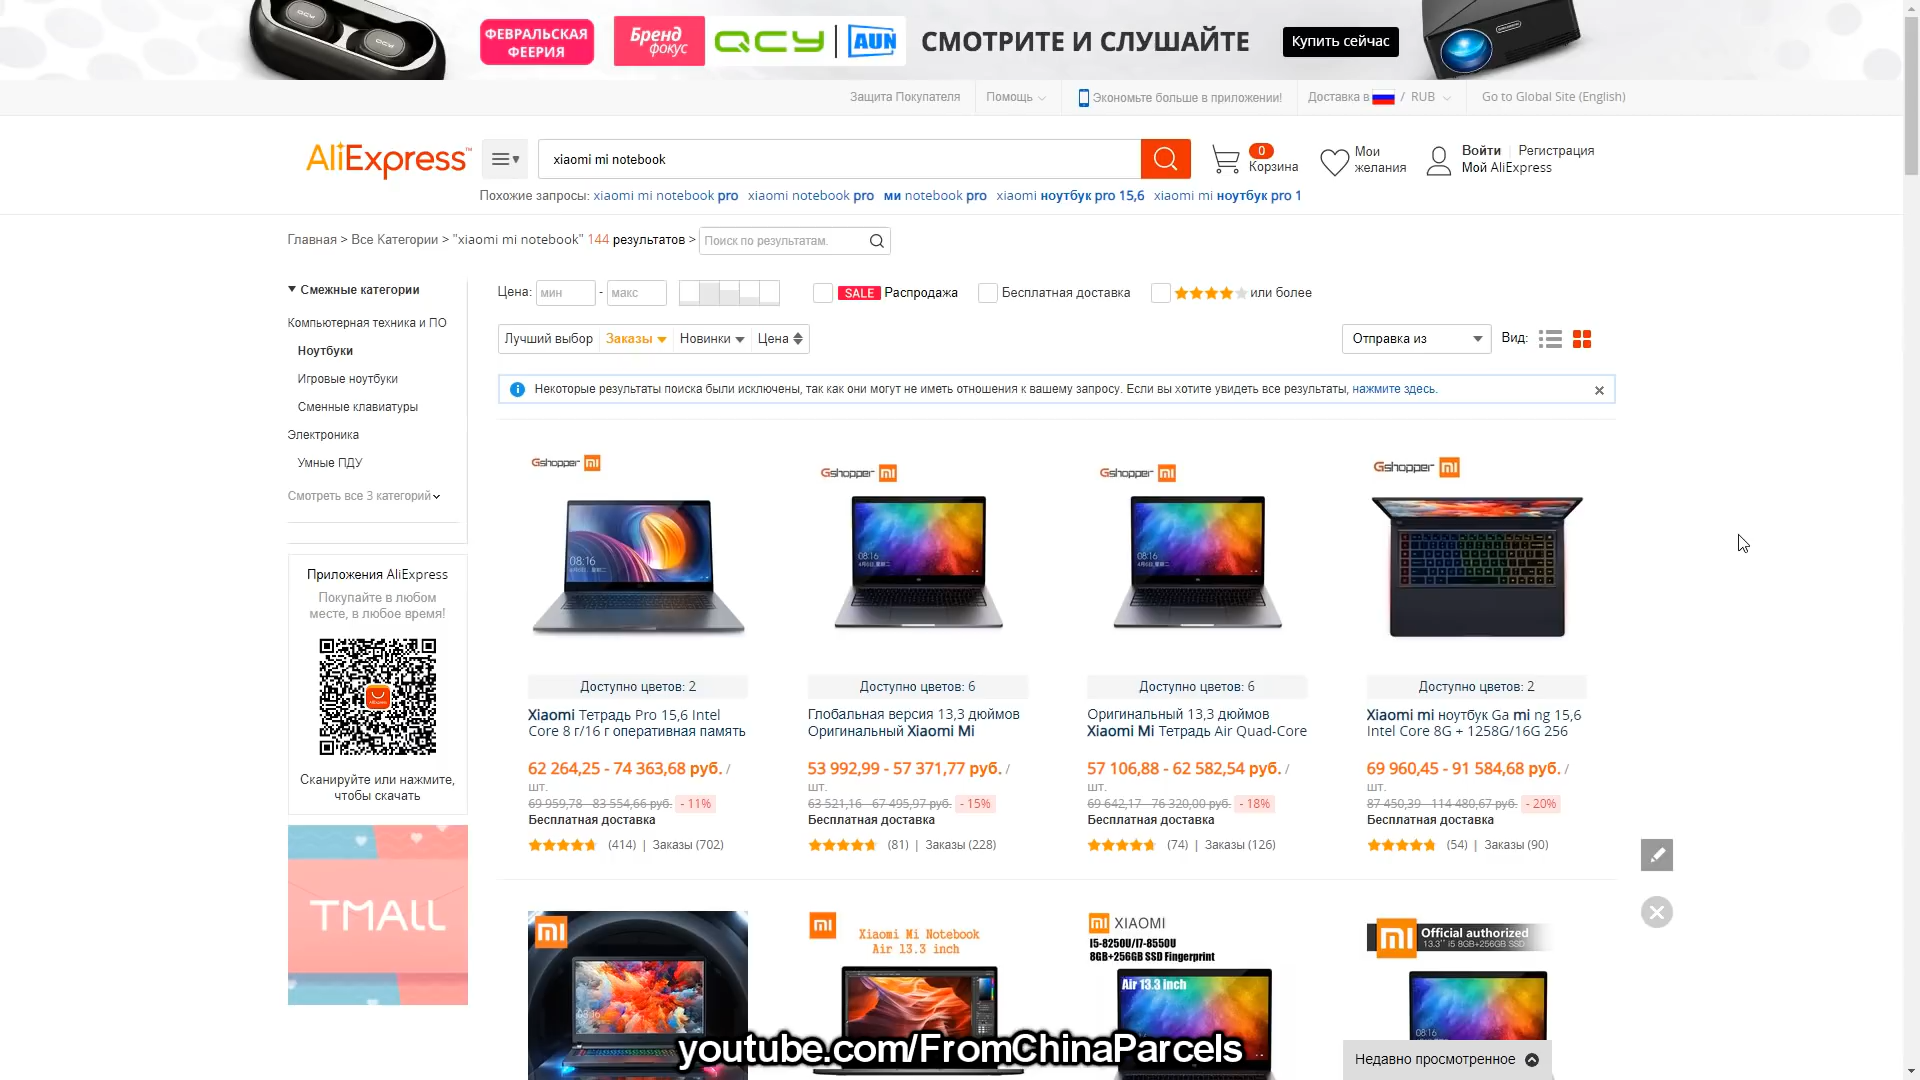 ФЕВРАЛЬСКАЯ
ФЕЕРИЯ
Бренд
фокус
QCY
AUN
СМОТРИТЕ И СЛУШАЙТЕ
Купить сейчас
Защита Покупателя
Помощь
Экономьте больше в приложении!
Доставка в / RUB
Go to Global Site (English)
AliExpress™
xiaomi mi notebook
0
Корзина
Мои
желания
Войти
Регистрация
Мой AliExpress
Похожие запросы: xiaomi mi notebook pro xiaomi notebook pro ми notebook pro xiaomi ноутбук pro 15,6 xiaomi mi ноутбук pro 1
Главная > Все Категории > "xiaomi mi notebook" 144 результатов >
Поиск по результатам.
Смежные категории
Компьютерная техника и ПО
Ноутбуки
Игровые ноутбуки
Сменные клавиатуры
Электроника
Умные ПДУ
Смотреть все 3 категорий
Приложения AliExpress
Покупайте в любом
месте, в любое время!
Сканируйте или нажмите,
чтобы скачать
TMALL
Цена: мин - макс
SALE Распродажа
Бесплатная доставка
или более
Лучший выбор
Заказы
Новинки
Цена
Отправка из
Вид:
Некоторые результаты поиска были исключены, так как они могут не иметь отношения к вашему запросу. Если вы хотите увидеть все результаты, нажмите здесь.
Gshopper mi
08:16
Доступно цветов: 2
Xiaomi Тетрадь Pro 15,6 Intel
Core 8 г/16 г оперативная память
62 264,25 - 74 363,68 руб. /
шт.
69 959,78 - 83 554,66 руб. - 11%
Бесплатная доставка
(414) | Заказы (702)
Gshopper mi
08:16
Доступно цветов: 6
Глобальная версия 13,3 дюймов
Оригинальный Xiaomi Mi
53 992,99 - 57 371,77 руб. /
шт.
63 521,16 - 67 495,97 руб. - 15%
Бесплатная доставка
(81) | Заказы (228)
Gshopper mi
08:16
Доступно цветов: 6
Оригинальный 13,3 дюймов
Xiaomi Mi Тетрадь Air Quad-Core
57 106,88 - 62 582,54 руб. /
шт.
69 642,17 - 76 320,00 руб. - 18%
Бесплатная доставка
(74) | Заказы (126)
Gshopper mi
Доступно цветов: 2
Xiaomi mi ноутбук Ga mi ng 15,6
Intel Core 8G + 1258G/16G 256
69 960,45 - 91 584,68 руб. /
шт.
87 450,39 - 114 480,67 руб. - 20%
Бесплатная доставка
(54) | Заказы (90)
mi
08:16
mi
Xiaomi Mi Notebook
Air 13.3 inch
mi XIAOMI
I5-8250U/I7-8550U
8GB+256GB SSD Fingerprint
Air 13.3 inch
mi
Official authorized
13.3'' i5 8GB+256GB SSD
08:16
Недавно просмотренное
youtube.com/FromChinaParcels